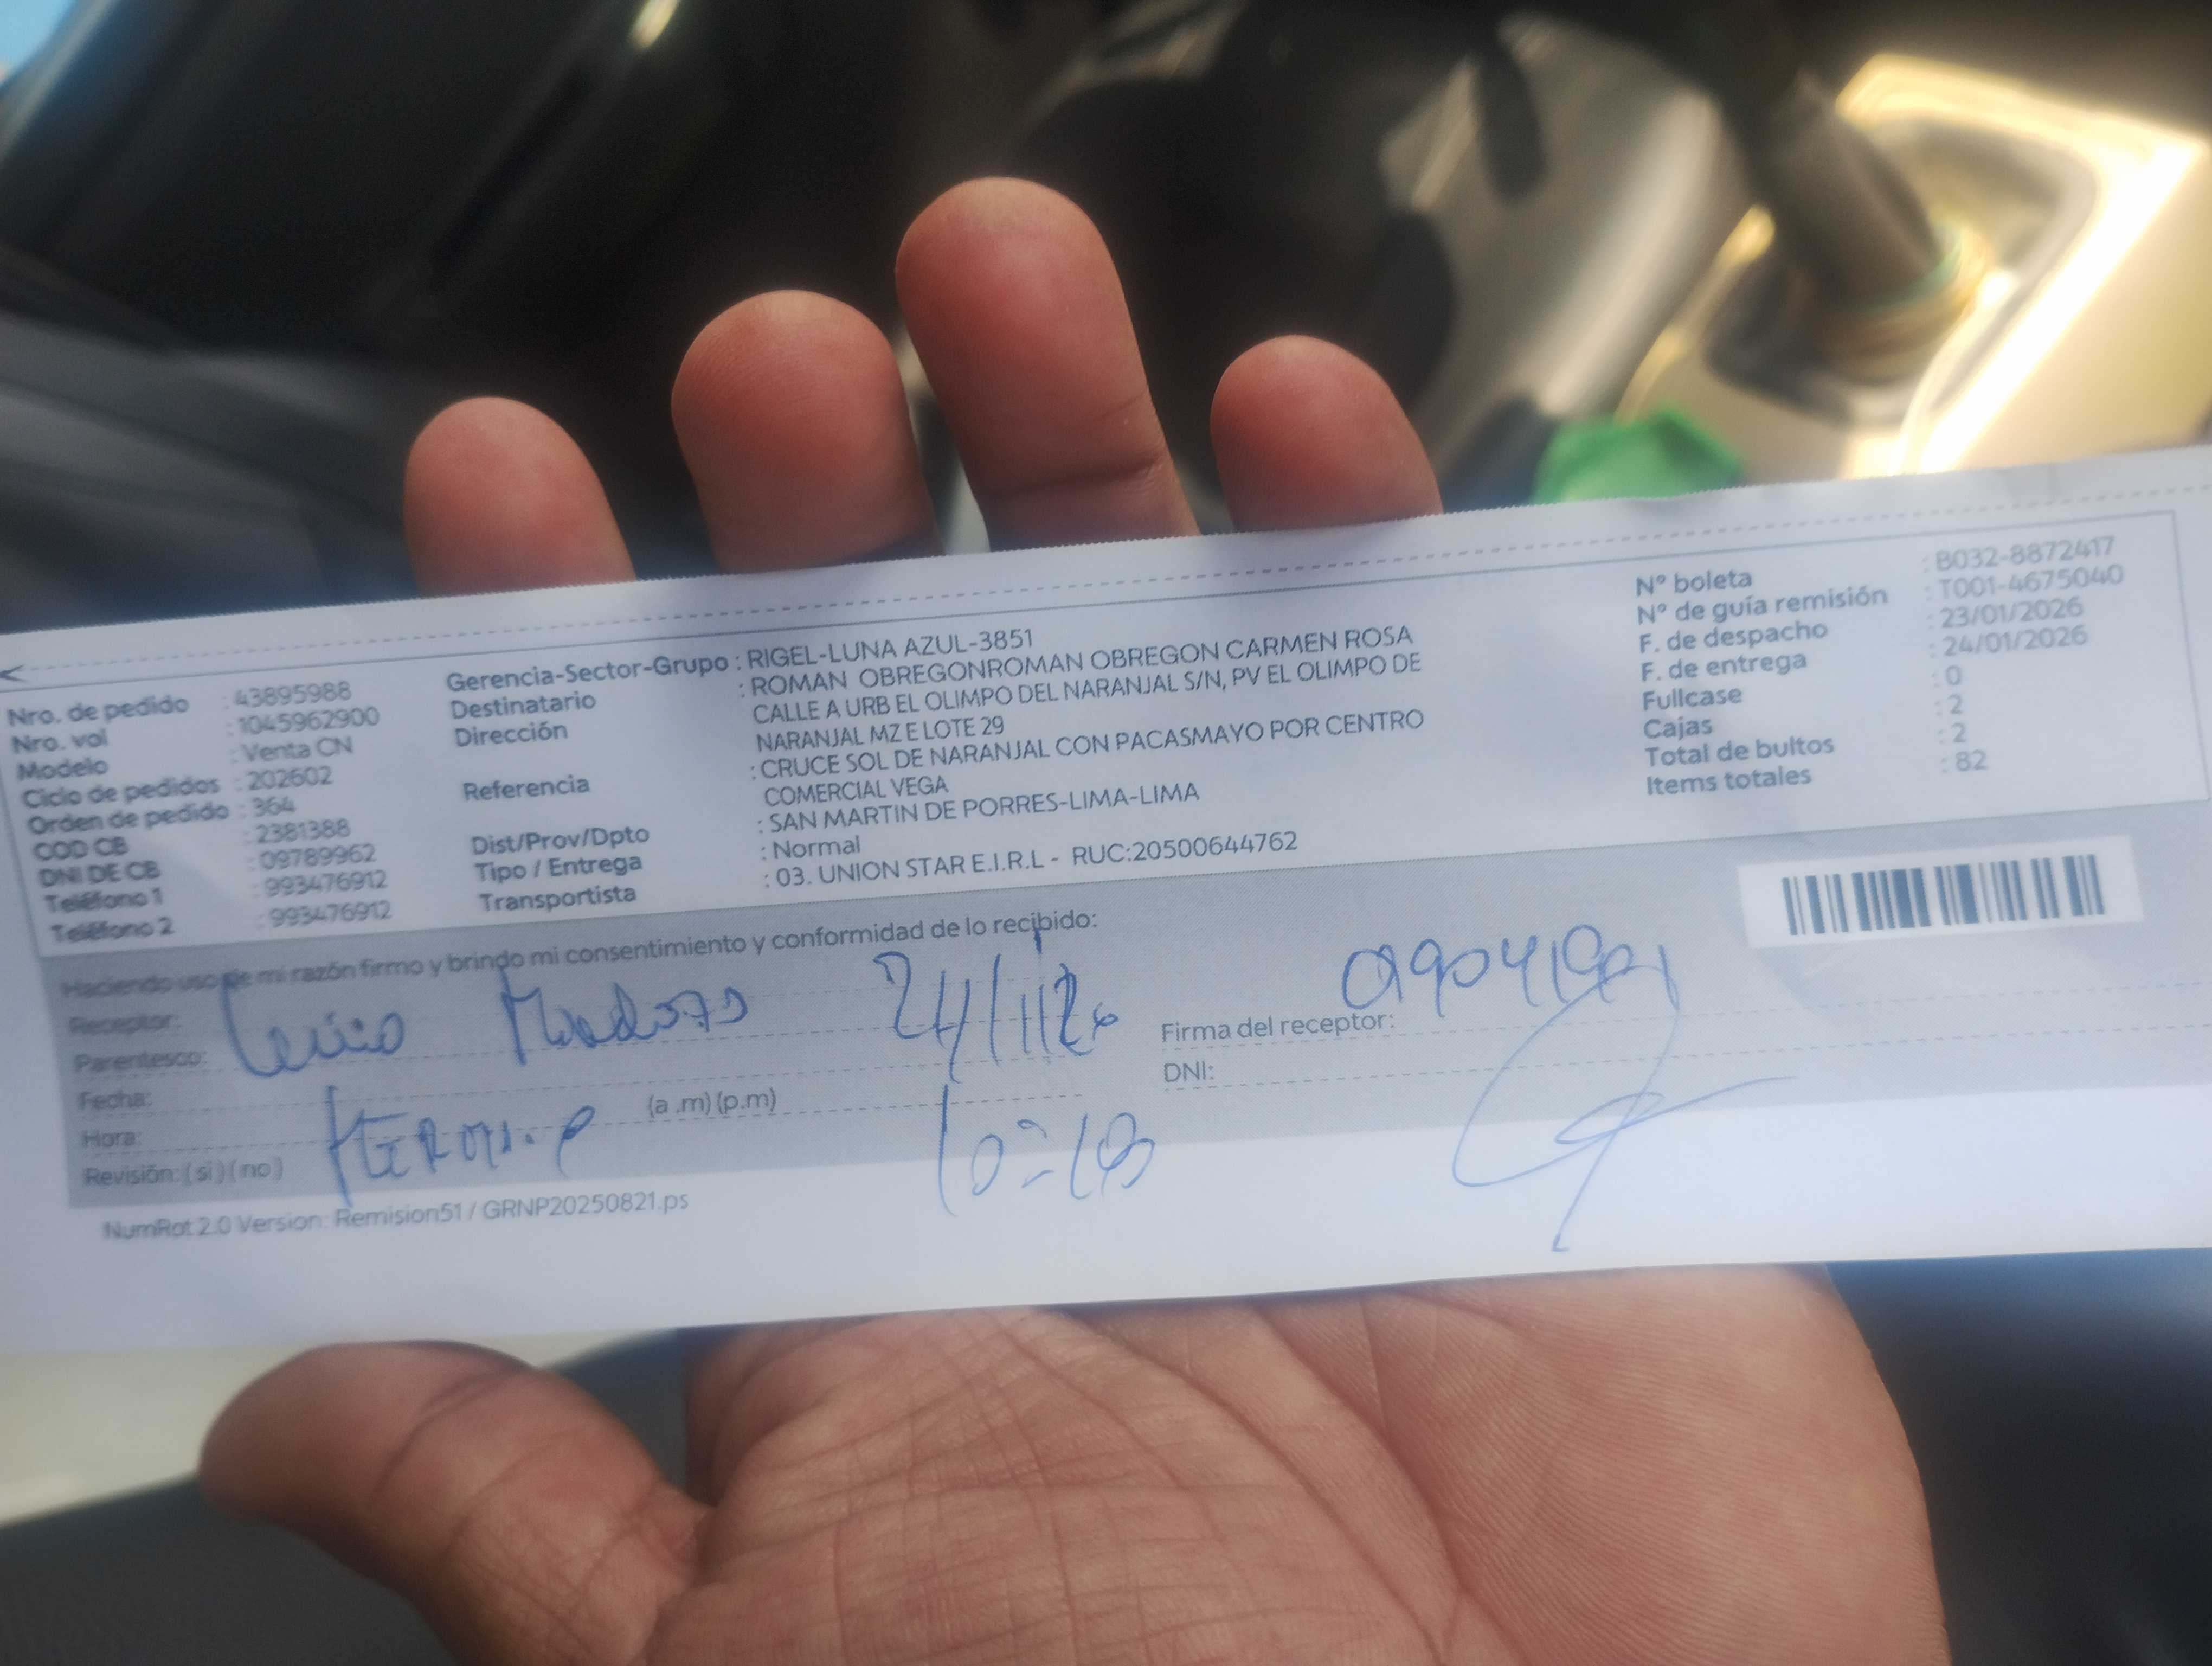 Nro. de pedido : 43895988
Nro. vol : 1045962900
Modelo : Venta CN
Ciclo de pedidos : 202602
Orden de pedido : 364
COD CB : 2381388
DNI DE CB : 09789962
Teléfono 1 : 993476912
Teléfono 2 : 993476912
Gerencia-Sector-Grupo : RIGEL-LUNA AZUL-3851
Destinatario : ROMAN OBREGONROMAN OBREGON CARMEN ROSA
Dirección CALLE A URB EL OLIMPO DEL NARANJAL S/N, PV EL OLIMPO DE
NARANJAL MZ E LOTE 29
Referencia : CRUCE SOL DE NARANJAL CON PACASMAYO POR CENTRO
COMERCIAL VEGA
Dist/Prov/Dpto : SAN MARTIN DE PORRES-LIMA-LIMA
Tipo / Entrega : Normal
Transportista : 03. UNION STAR E.I.R.L - RUC:20500644762
N° boleta : B032-8872417
N° de guía remisión : T001-4675040
F. de despacho : 23/01/2026
F. de entrega : 24/01/2026
Fullcase : 0
Cajas : 2
Total de bultos : 2
Items totales : 82
Haciendo uso de mi razón firmo y brindo mi consentimiento y conformidad de lo recibido:
Receptor:
Parentesco:
Fecha:
Hora: (a .m) (p.m)
Revisión: ( si ) ( no )
24/1/26
Firma del receptor:
DNI:
NumRot 2.0 Version: Remision51 / GRNP20250821.ps